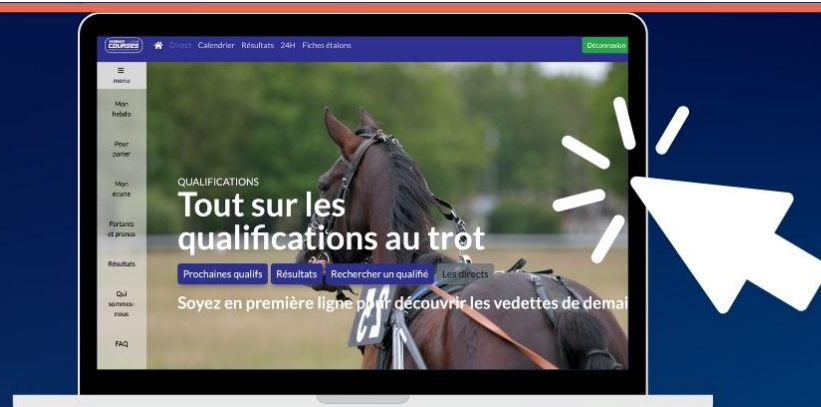 COURSES
Direct Calendrier Résultats 24H Fiches étalons
Déconnexion
menu
Mon
hebdo
Pour
parier
Mon
écurie
Partants
et pronos
Résultats
Qui
sommes-
nous
FAQ
QUALIFICATIONS
Tout sur les
qualifications au trot
Prochaines qualifs Résultats Rechercher un qualifié Les directs
Soyez en première ligne pour découvrir les vedettes de demai